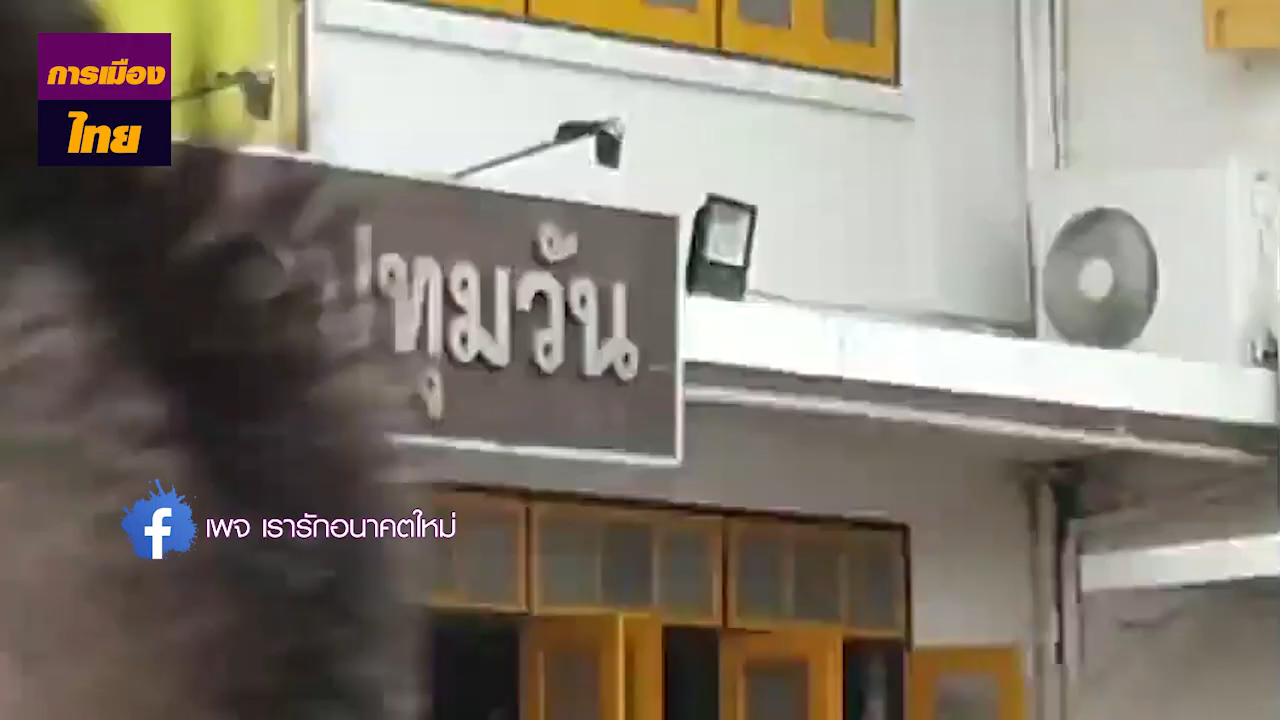 การเมือง
ไทย
ปทุมวัน
เพจ เรารักอนาคตใหม่